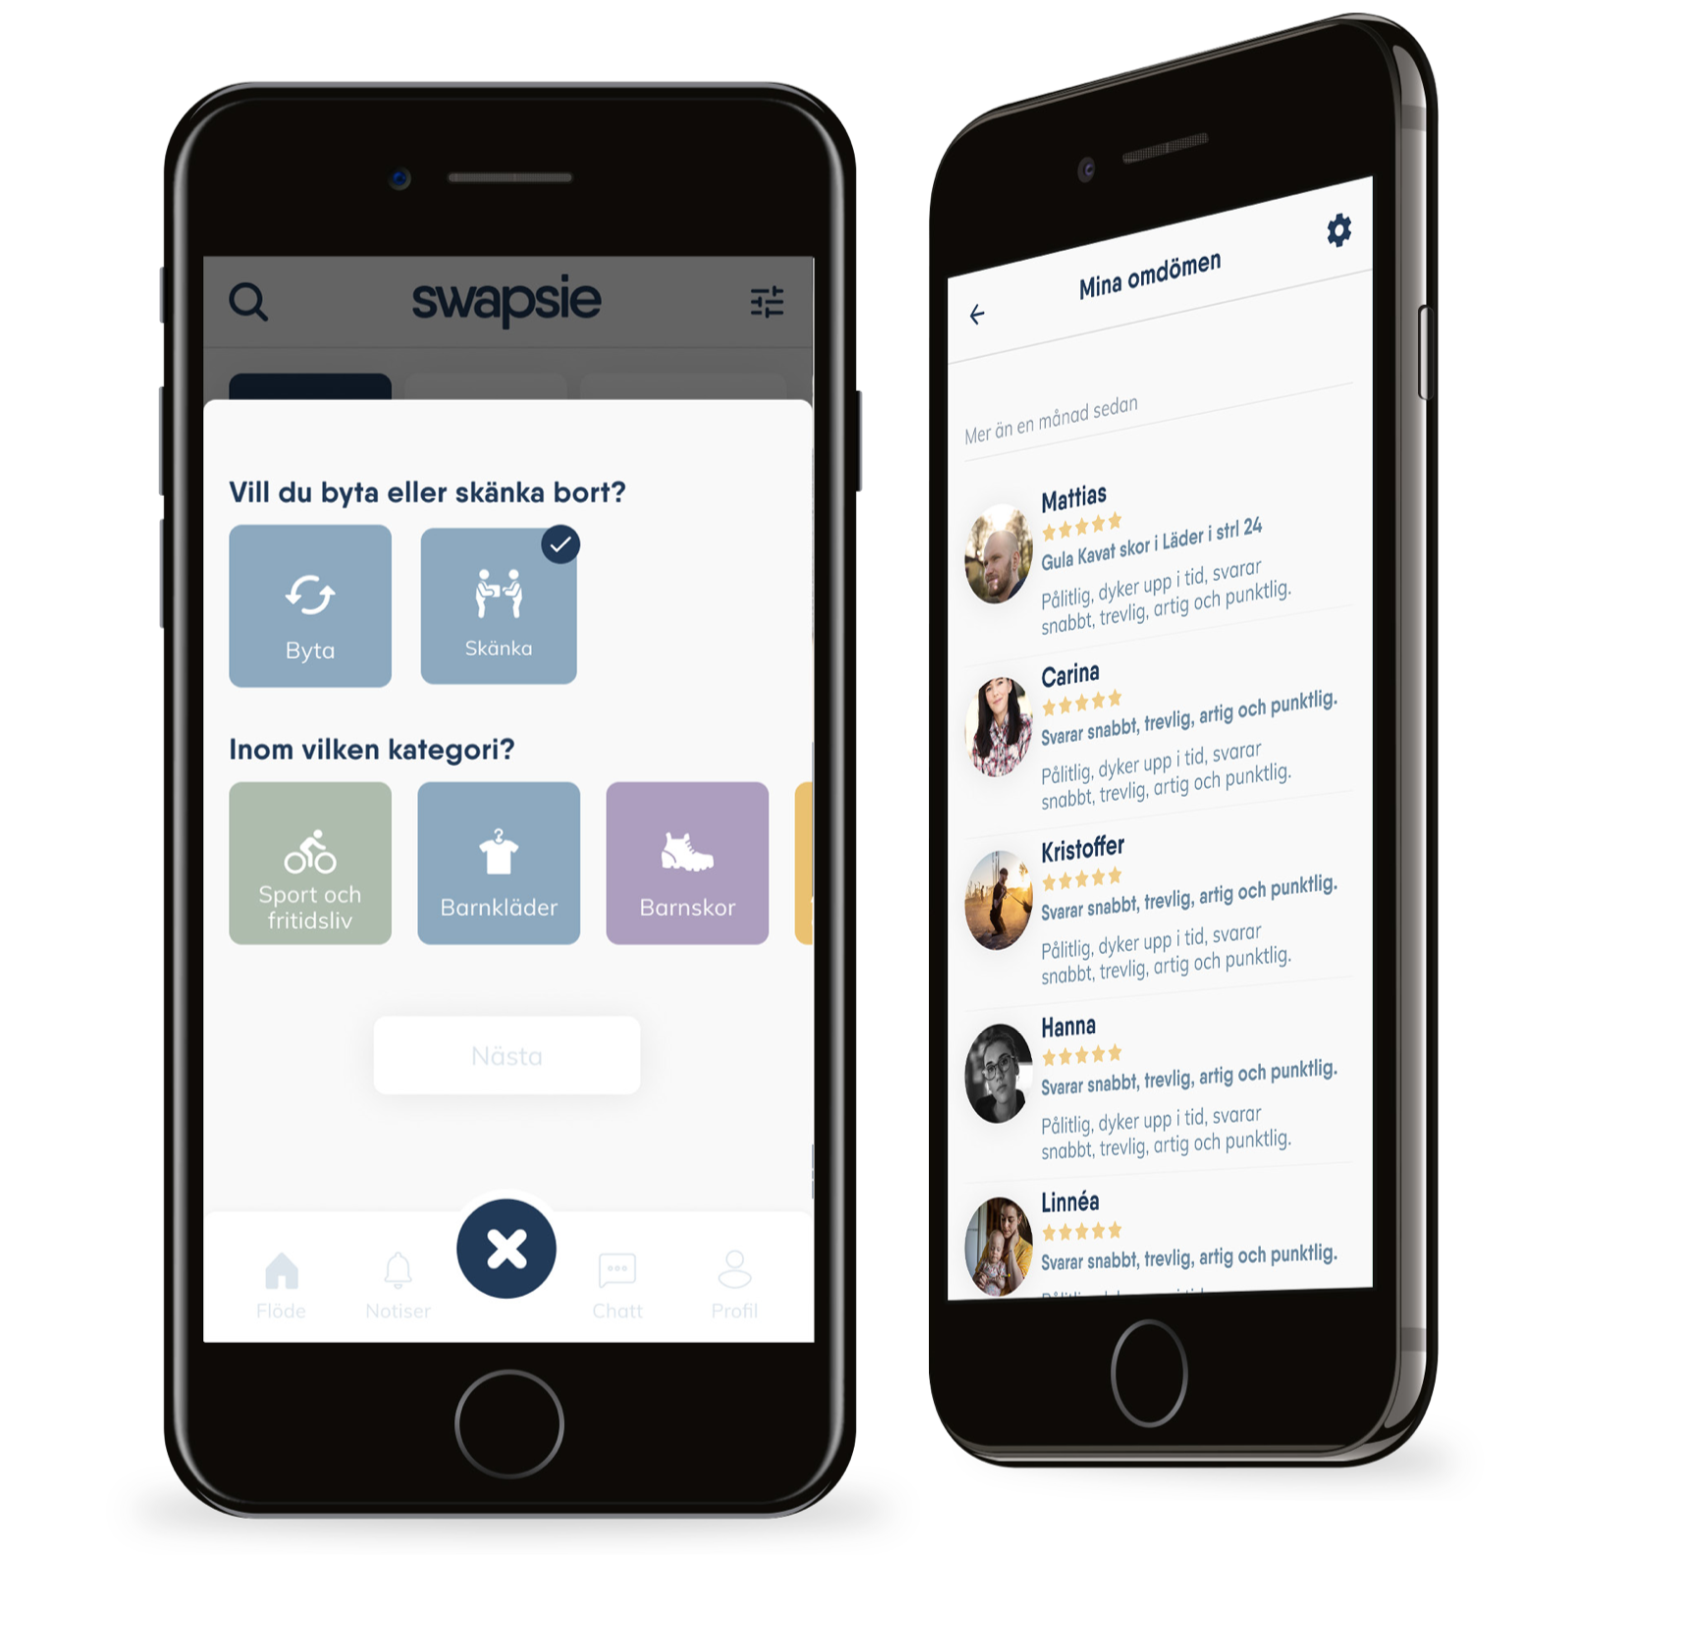 swapsie
Vill du byta eller skänka bort?
Byta
Skänka
Inom vilken kategori?
Sport och
fritidsliv
Barnkläder
Barnskor
Nästa
Flöde
Notiser
Chatt
Profil
Mina omdömen
Mer än en månad sedan
Mattias
Gula Kavat skor i Läder i strl 24
Pålitlig, dyker upp i tid, svarar
snabbt, trevlig, artig och punktlig.
Carina
Svarar snabbt, trevlig, artig och punktlig.
Pålitlig, dyker upp i tid, svarar
snabbt, trevlig, artig och punktlig.
Kristoffer
Svarar snabbt, trevlig, artig och punktlig.
Pålitlig, dyker upp i tid, svarar
snabbt, trevlig, artig och punktlig.
Hanna
Svarar snabbt, trevlig, artig och punktlig.
Pålitlig, dyker upp i tid, svarar
snabbt, trevlig, artig och punktlig.
Linnéa
Svarar snabbt, trevlig, artig och punktlig.